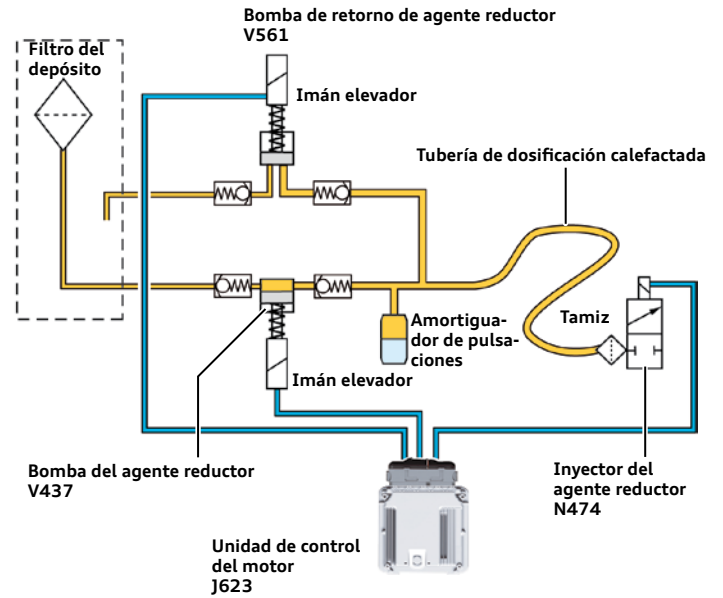 Bomba de retorno de agente reductor
V561
Filtro del
depósito
Imán elevador
Tubería de dosificación calefactada
Amortigua-
dor de pulsa-
ciones
Tamiz
Imán elevador
Bomba del agente reductor
V437
Inyector del
agente reductor
N474
Unidad de control
del motor
J623